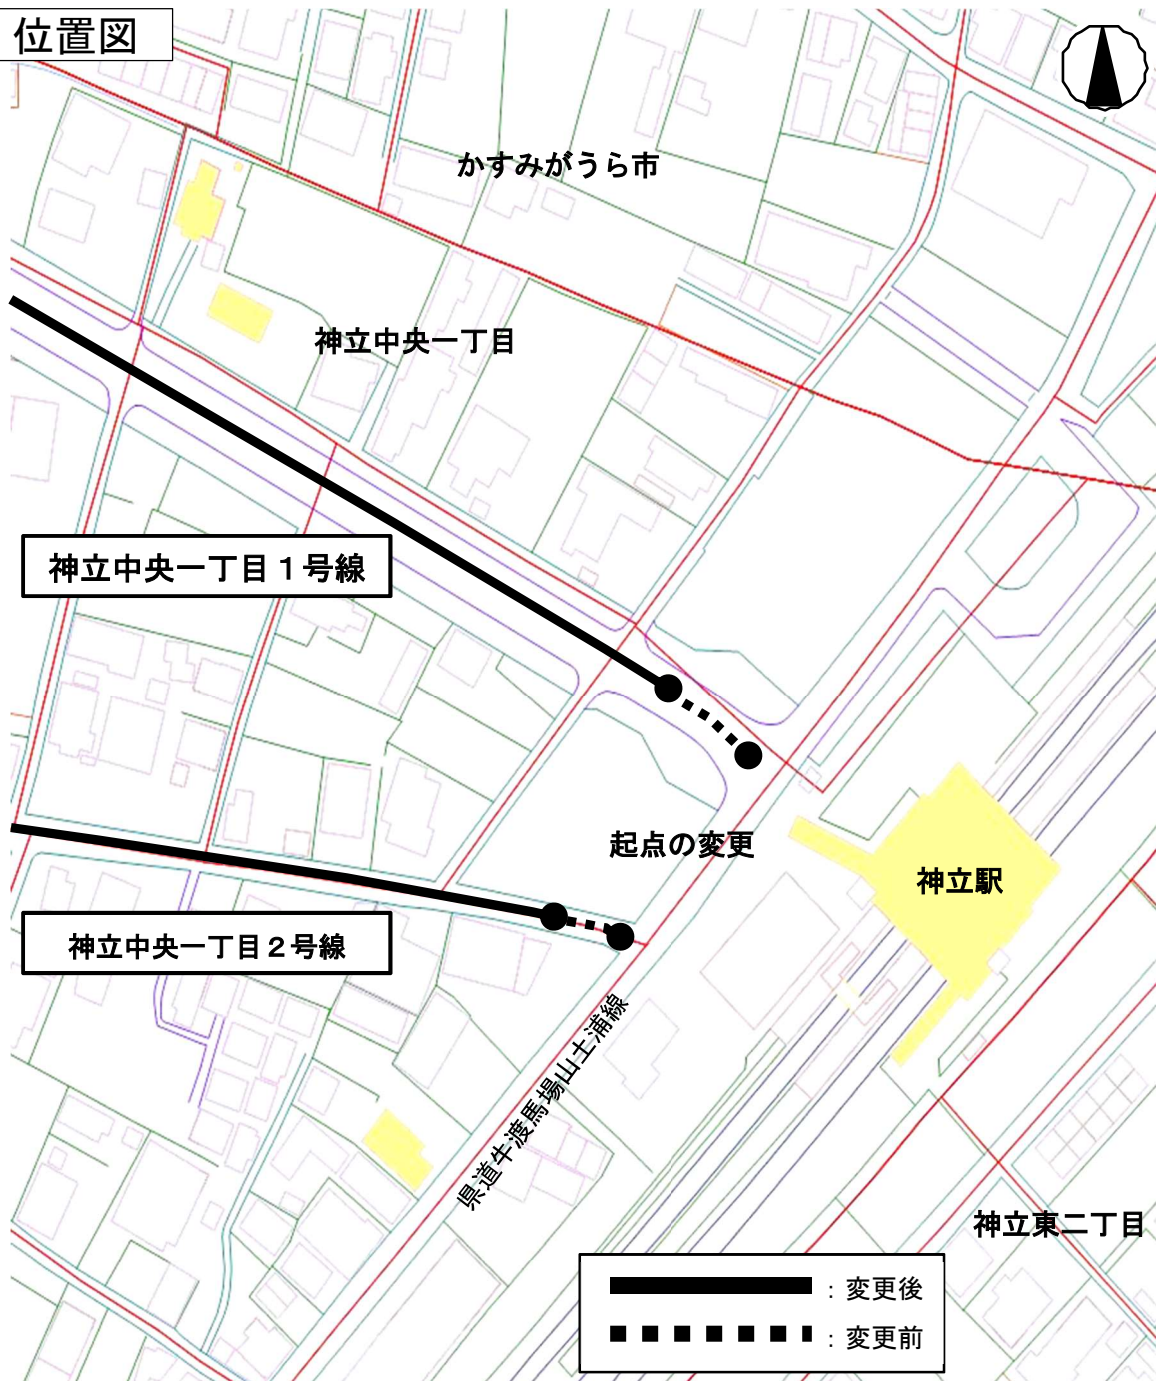 位置図
かすみがうら市
神立中央一丁目
神立中央一丁目１号線
起点の変更
神立駅
神立中央一丁目２号線
県道牛渡馬場山土浦線
神立東二丁目
：変更後
：変更前